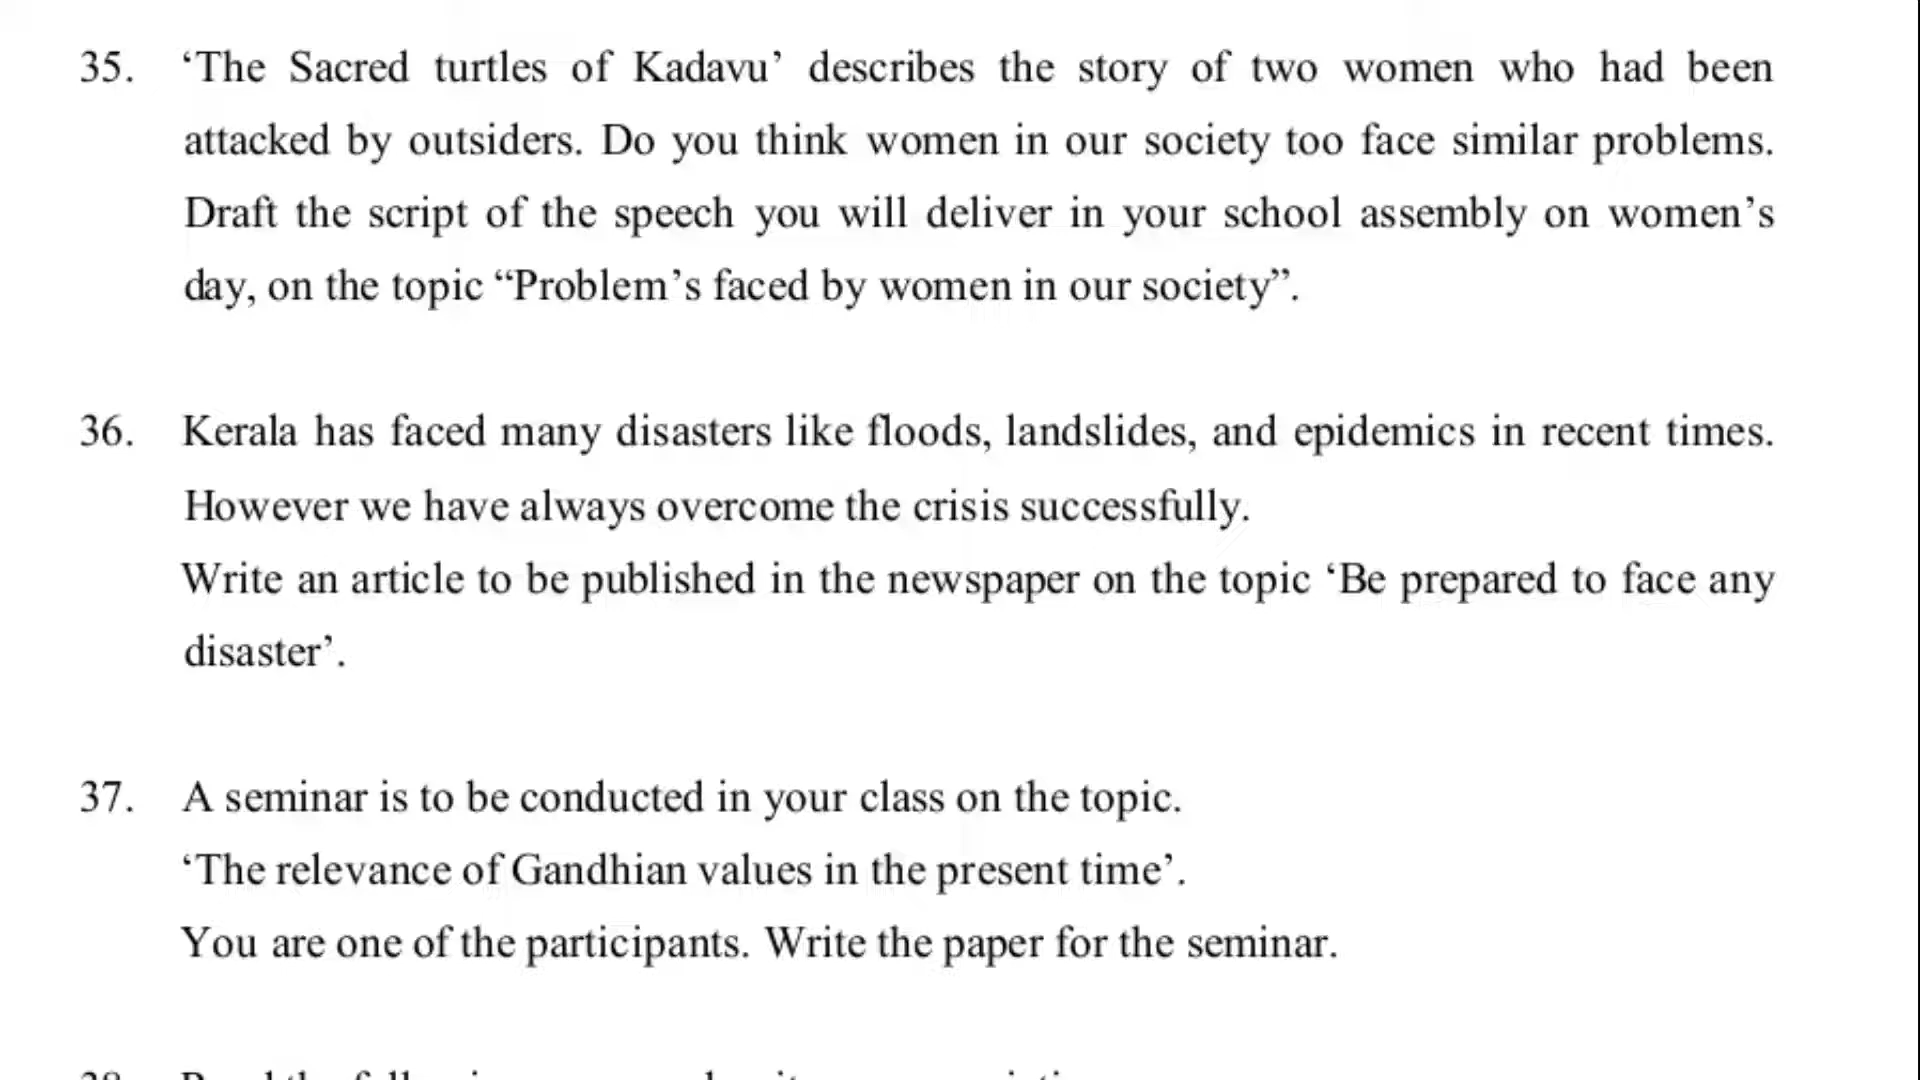 35. ‘The Sacred turtles of Kadavu’ describes the story of two women who had been
attacked by outsiders. Do you think women in our society too face similar problems.
Draft the script of the speech you will deliver in your school assembly on women’s
day, on the topic “Problem’s faced by women in our society”.
36. Kerala has faced many disasters like floods, landslides, and epidemics in recent times.
However we have always overcome the crisis successfully.
Write an article to be published in the newspaper on the topic ‘Be prepared to face any
disaster’.
37. A seminar is to be conducted in your class on the topic.
‘The relevance of Gandhian values in the present time’.
You are one of the participants. Write the paper for the seminar.